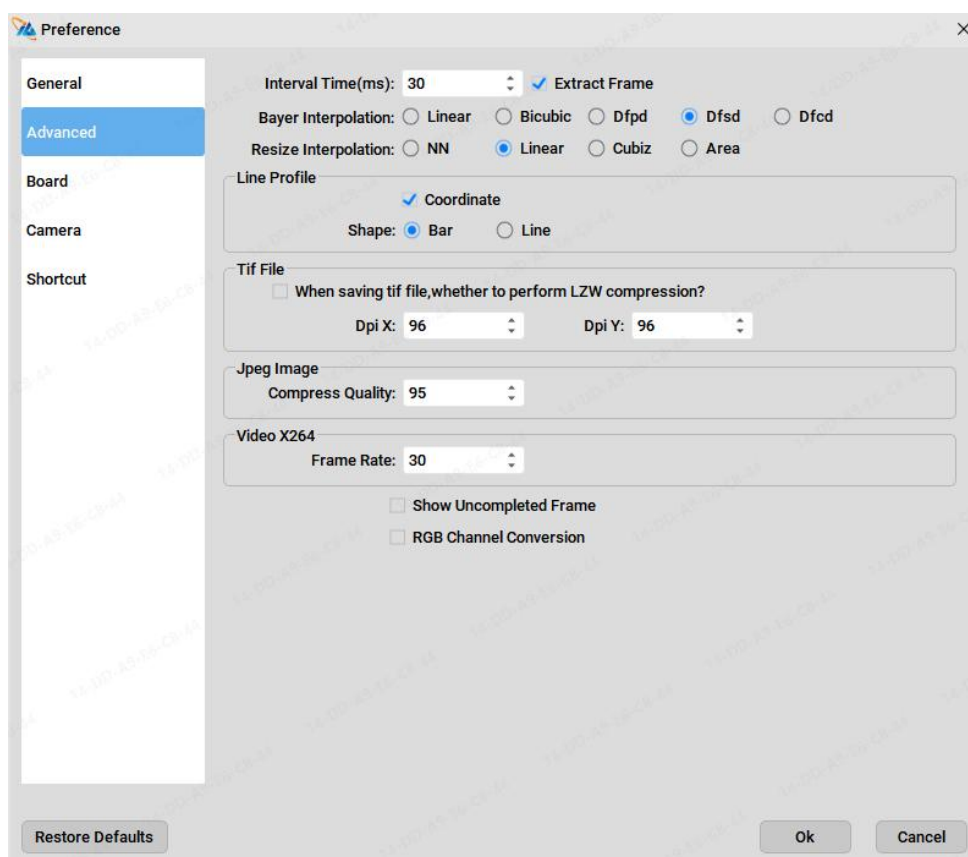 Preference
General
Advanced
Board
Camera
Shortcut
Interval Time(ms): 30 Extract Frame
Bayer Interpolation: Linear Bicubic Dfpd Dfsd Dfcd
Resize Interpolation: NN Linear Cubiz Area
Line Profile
Coordinate
Shape: Bar Line
Tif File
When saving tif file,whether to perform LZW compression?
Dpi X: 96 Dpi Y: 96
Jpeg Image
Compress Quality: 95
Video X264
Frame Rate: 30
Show Uncompleted Frame
RGB Channel Conversion
Restore Defaults Ok Cancel